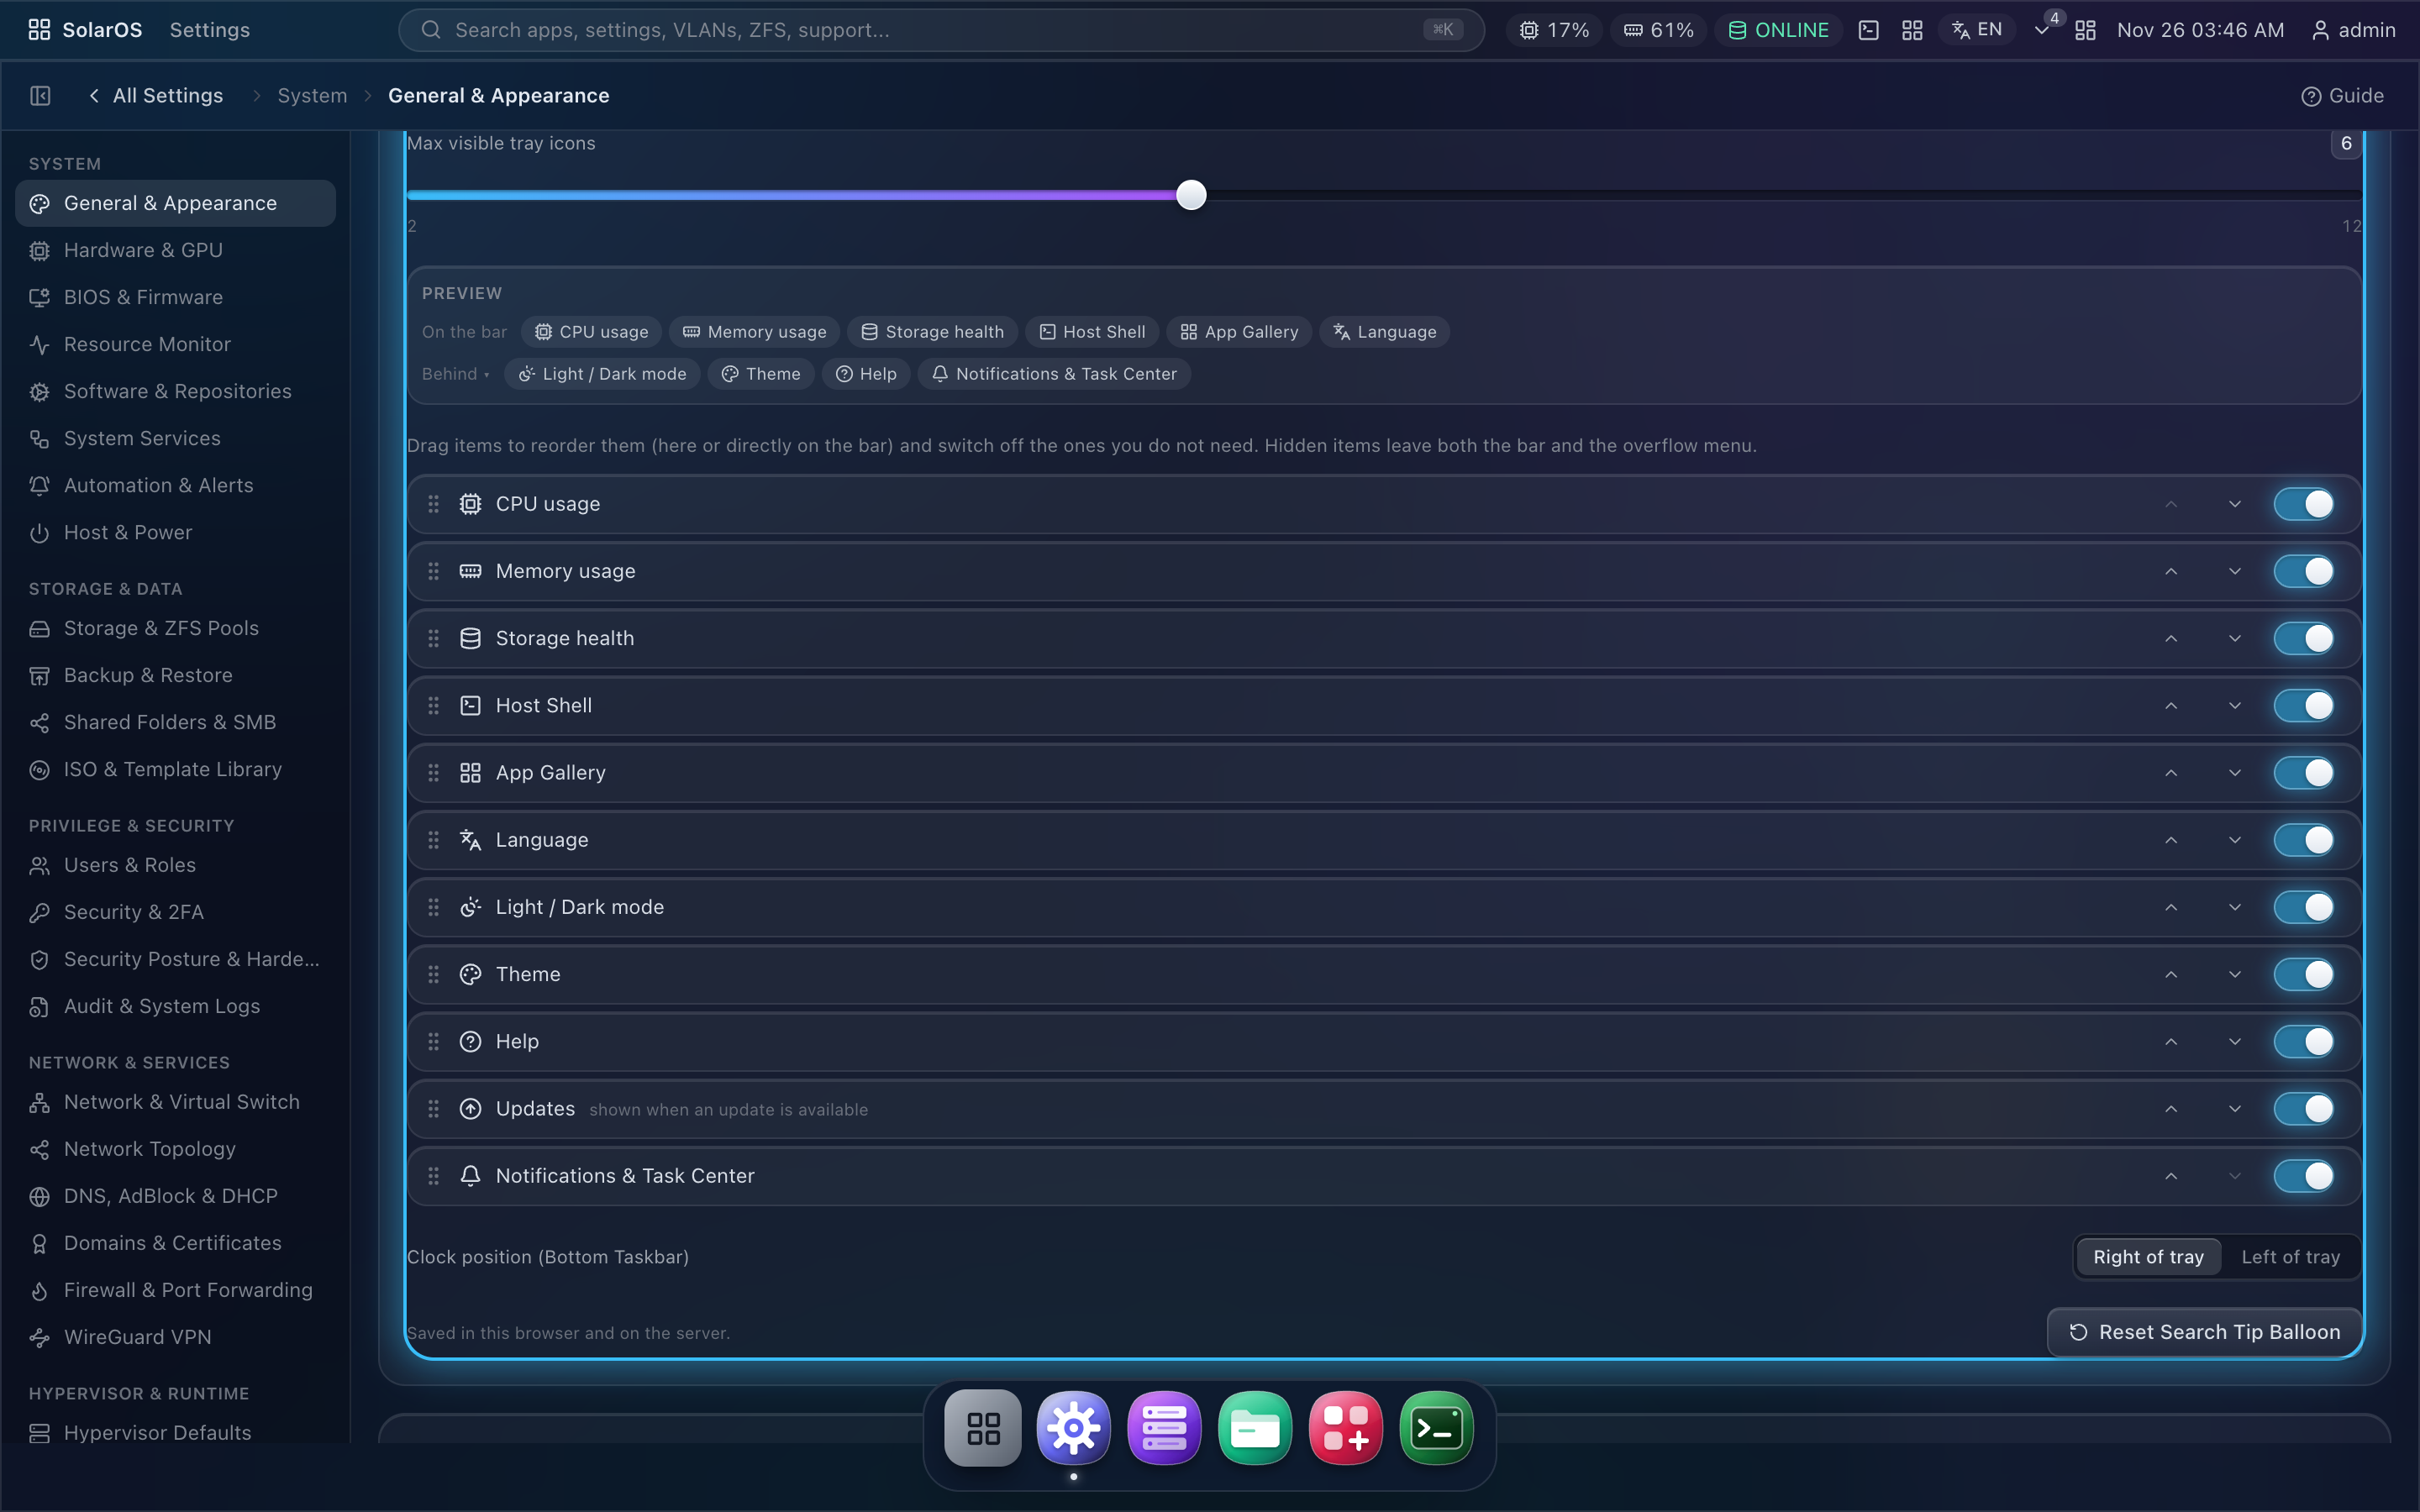 SolarOS Settings Search apps, settings, VLANs, ZFS, support... ⌘K 17% 61% ONLINE EN 4 Nov 26 03:46 AM admin
All Settings System General & Appearance Guide
SYSTEM
General & Appearance
Hardware & GPU
BIOS & Firmware
Resource Monitor
Software & Repositories
System Services
Automation & Alerts
Host & Power
STORAGE & DATA
Storage & ZFS Pools
Backup & Restore
Shared Folders & SMB
ISO & Template Library
PRIVILEGE & SECURITY
Users & Roles
Security & 2FA
Security Posture & Harde...
Audit & System Logs
NETWORK & SERVICES
Network & Virtual Switch
Network Topology
DNS, AdBlock & DHCP
Domains & Certificates
Firewall & Port Forwarding
WireGuard VPN
HYPERVISOR & RUNTIME
Hypervisor Defaults
Max visible tray icons 6
2 12
PREVIEW
On the bar CPU usage Memory usage Storage health Host Shell App Gallery Language
Behind Light / Dark mode Theme Help Notifications & Task Center
Drag items to reorder them (here or directly on the bar) and switch off the ones you do not need. Hidden items leave both the bar and the overflow menu.
CPU usage
Memory usage
Storage health
Host Shell
App Gallery
Language
Light / Dark mode
Theme
Help
Updates shown when an update is available
Notifications & Task Center
Clock position (Bottom Taskbar) Right of tray Left of tray
Saved in this browser and on the server. Reset Search Tip Balloon